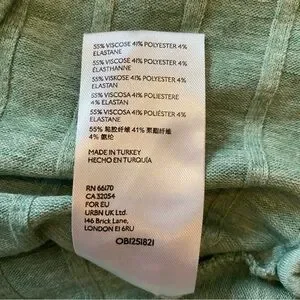 55% VISCOSE 41% POLYESTER 4%
ELASTANE
55% VISCOSE 41% POLYESTER 4%
ÉLASTHANNE
55% VISKOSE 41% POLYESTER 4%
ELASTAN
55% VISCOSA 41% POLIESTERE
4% ELASTAN
55% VISCOSA 41% POLIÉSTER 4%
ELASTANO
55% 粘胶纤维 41% 聚酯纤维
4% 氨纶
MADE IN TURKEY
HECHO EN TURQUÍA
RN 66170
CA 32054
FOR EU
URBN UK Ltd.
146 Brick Lane,
LONDON E1 6RU
OB1251821